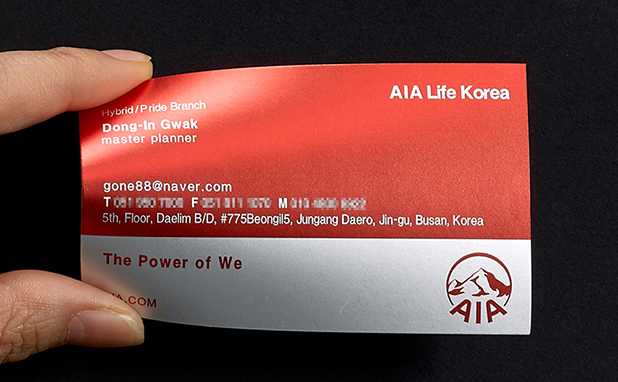 AIA Life Korea
Hybrid/Pride Branch
Dong-In Gwak
master planner
gone88@naver.com
T F M
5th, Floor, Daelim B/D, #775Beongil5, Jungang Daero, Jin-gu, Busan, Korea
The Power of We
.COM
AIA